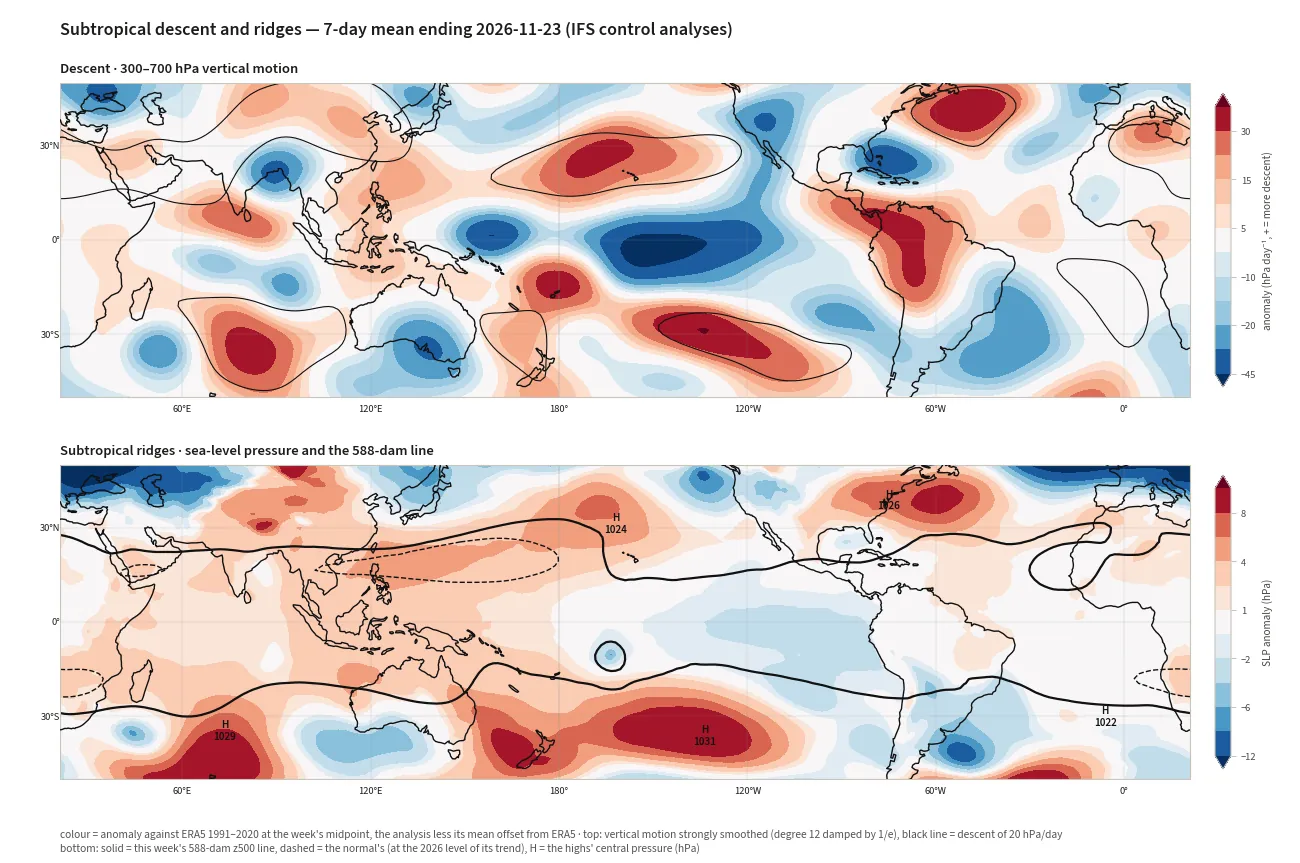 Subtropical descent and ridges — 7-day mean ending 2026-11-23 (IFS control analyses)
Descent · 300–700 hPa vertical motion
30°N
0°
30°S
60°E
120°E
180°
120°W
60°W
0°
30
15
5
−10
−20
−45
anomaly (hPa day⁻¹, + = more descent)
Subtropical ridges · sea-level pressure and the 588-dam line
30°N
0°
30°S
H
1024
H
1026
H
1029
H
1031
H
1022
60°E
120°E
180°
120°W
60°W
0°
8
4
1
−2
−6
−12
SLP anomaly (hPa)
colour = anomaly against ERA5 1991–2020 at the week's midpoint, the analysis less its mean offset from ERA5 · top: vertical motion strongly smoothed (degree 12 damped by 1/e), black line = descent of 20 hPa/day
bottom: solid = this week's 588-dam z500 line, dashed = the normal's (at the 2026 level of its trend), H = the highs' central pressure (hPa)